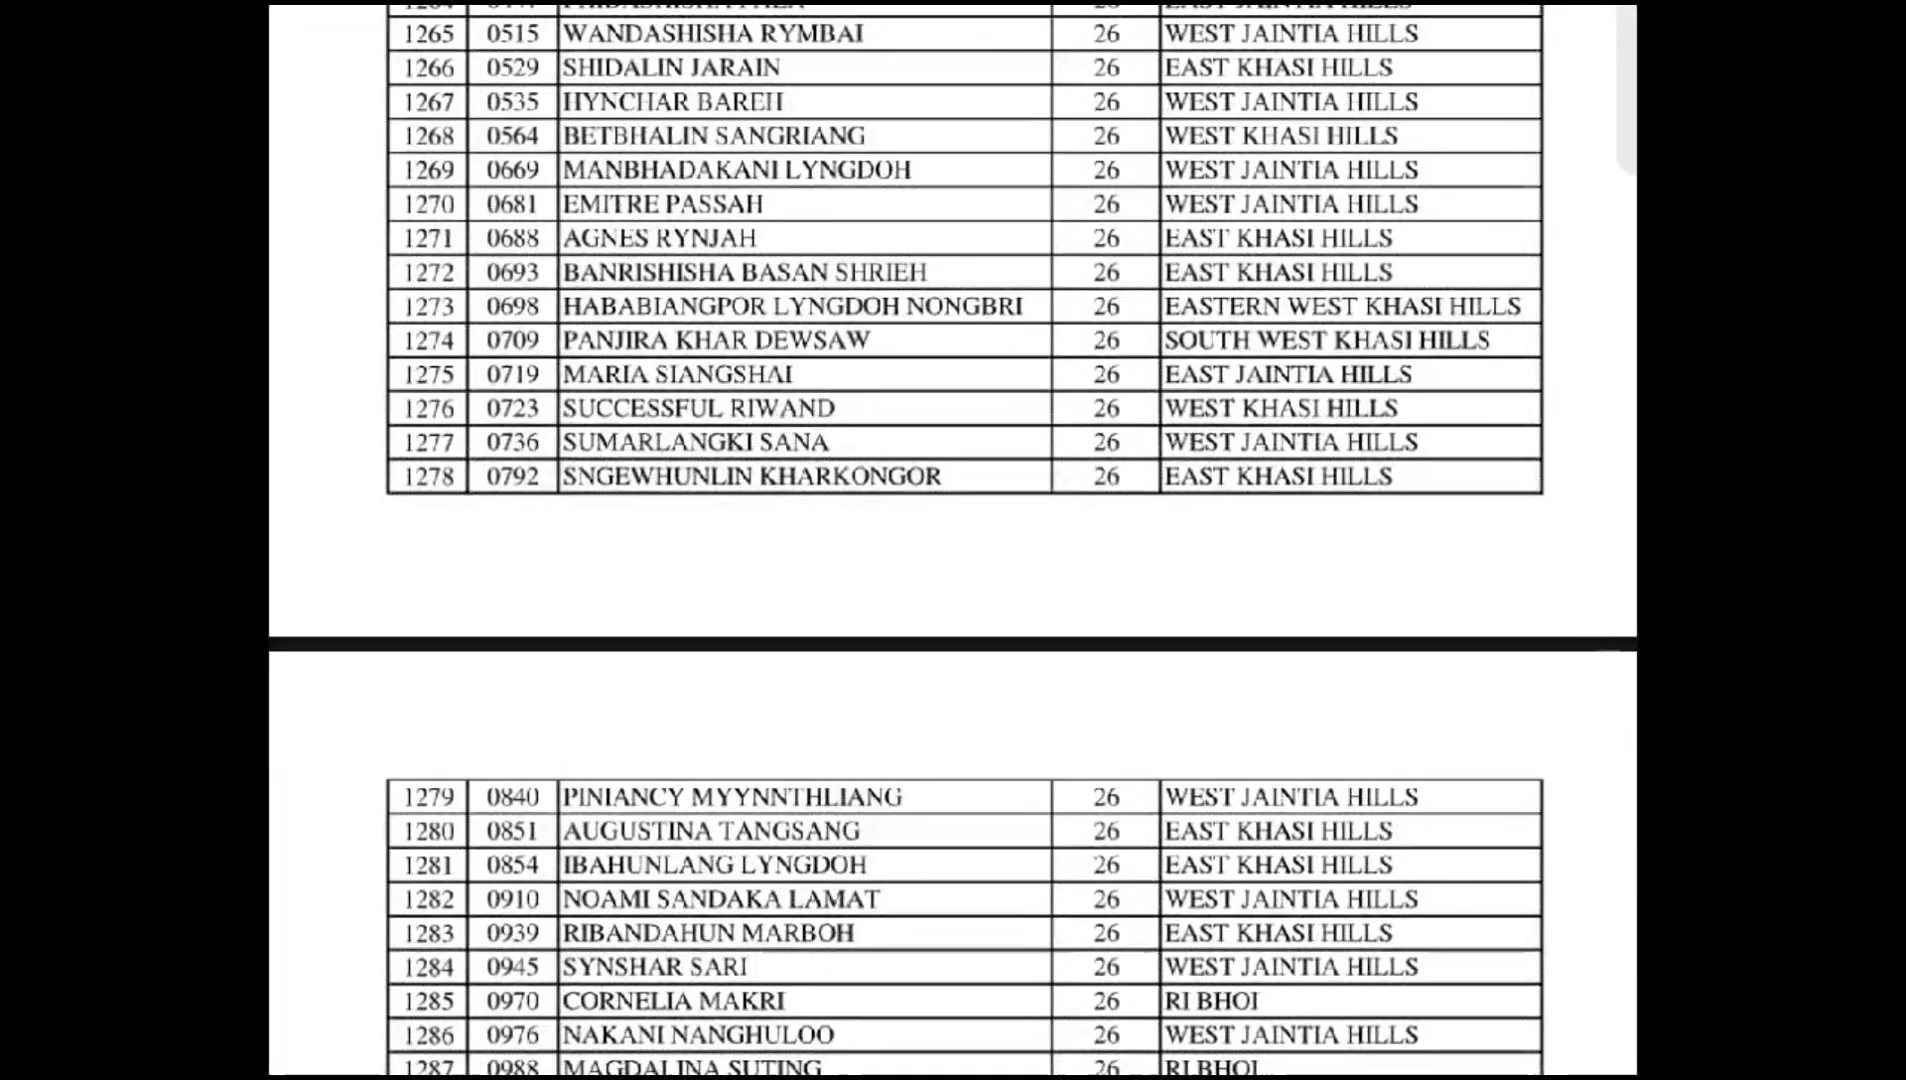 1265 0515 WANDASHISHA RYMBAI 26 WEST JAINTIA HILLS
1266 0529 SHIDALIN JARAIN 26 EAST KHASI HILLS
1267 0535 HYNCHAR BAREH 26 WEST JAINTIA HILLS
1268 0564 BETBHALIN SANGRIANG 26 WEST KHASI HILLS
1269 0669 MANBHADAKANI LYNGDOH 26 WEST JAINTIA HILLS
1270 0681 EMITRE PASSAH 26 WEST JAINTIA HILLS
1271 0688 AGNES RYNJAH 26 EAST KHASI HILLS
1272 0693 BANRISHISHA BASAN SHRIEH 26 EAST KHASI HILLS
1273 0698 HABABIANGPOR LYNGDOH NONGBRI 26 EASTERN WEST KHASI HILLS
1274 0709 PANJIRA KHAR DEWSAW 26 SOUTH WEST KHASI HILLS
1275 0719 MARIA SIANGSHAI 26 EAST JAINTIA HILLS
1276 0723 SUCCESSFUL RIWAND 26 WEST KHASI HILLS
1277 0736 SUMARLANGKI SANA 26 WEST JAINTIA HILLS
1278 0792 SNGEWHUNLIN KHARKONGOR 26 EAST KHASI HILLS
1279 0840 PINIANCY MYYNNTHLIANG 26 WEST JAINTIA HILLS
1280 0851 AUGUSTINA TANGSANG 26 EAST KHASI HILLS
1281 0854 IBAHUNLANG LYNGDOH 26 EAST KHASI HILLS
1282 0910 NOAMI SANDAKA LAMAT 26 WEST JAINTIA HILLS
1283 0939 RIBANDAHUN MARBOH 26 EAST KHASI HILLS
1284 0945 SYNSHAR SARI 26 WEST JAINTIA HILLS
1285 0970 CORNELIA MAKRI 26 RI BHOI
1286 0976 NAKANI NANGHULOO 26 WEST JAINTIA HILLS
1287 0988 MAGDALINA SUTING 26 RI BHOI